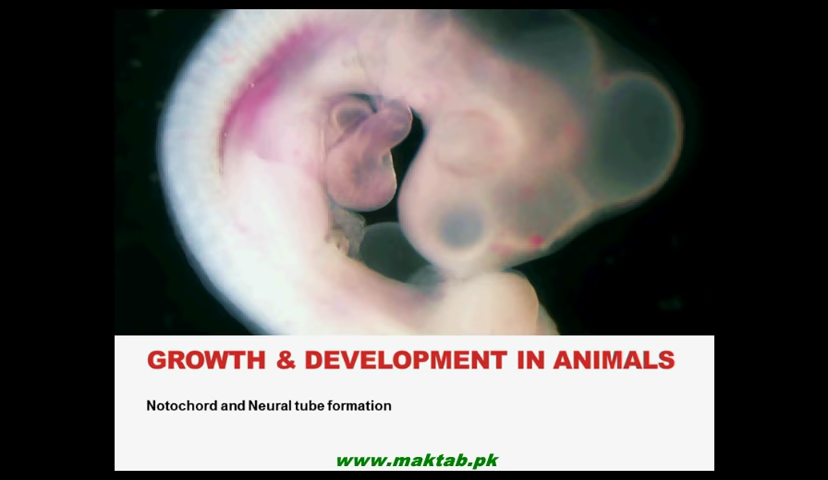 GROWTH & DEVELOPMENT IN ANIMALS
Notochord and Neural tube formation
www.maktab.pk